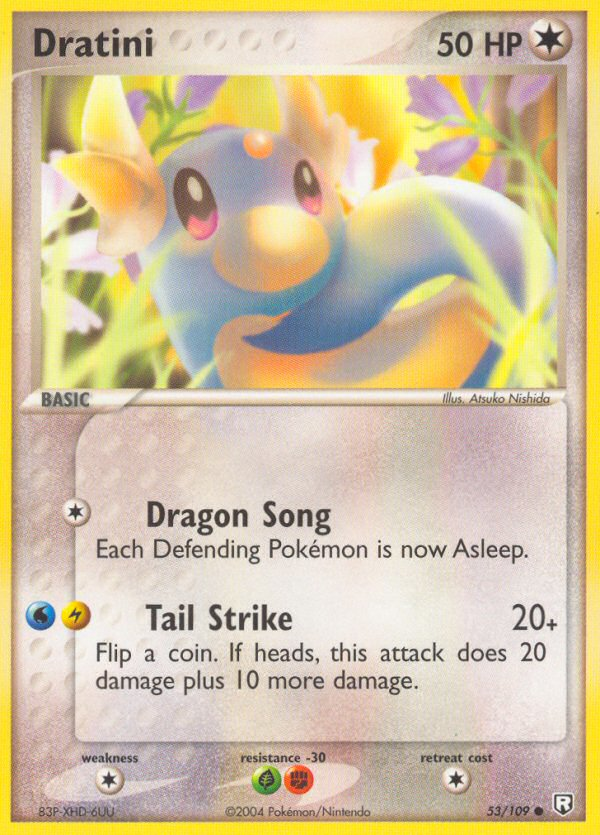 Dratini 50 HP
BASIC
Illus. Atsuko Nishida
Dragon Song
Each Defending Pokémon is now Asleep.
Tail Strike 20+
Flip a coin. If heads, this attack does 20
damage plus 10 more damage.
weakness resistance -30 retreat cost
83P-XHD-6UU ©2004 Pokémon/Nintendo 53/109 ● R